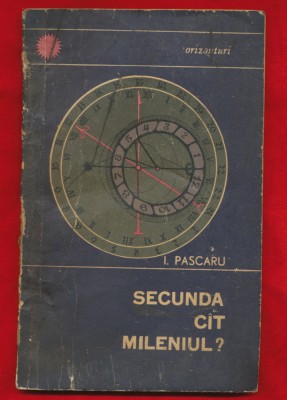 orizonturi
I. PASCARU
SECUNDA
CÎT
MILENIUL?